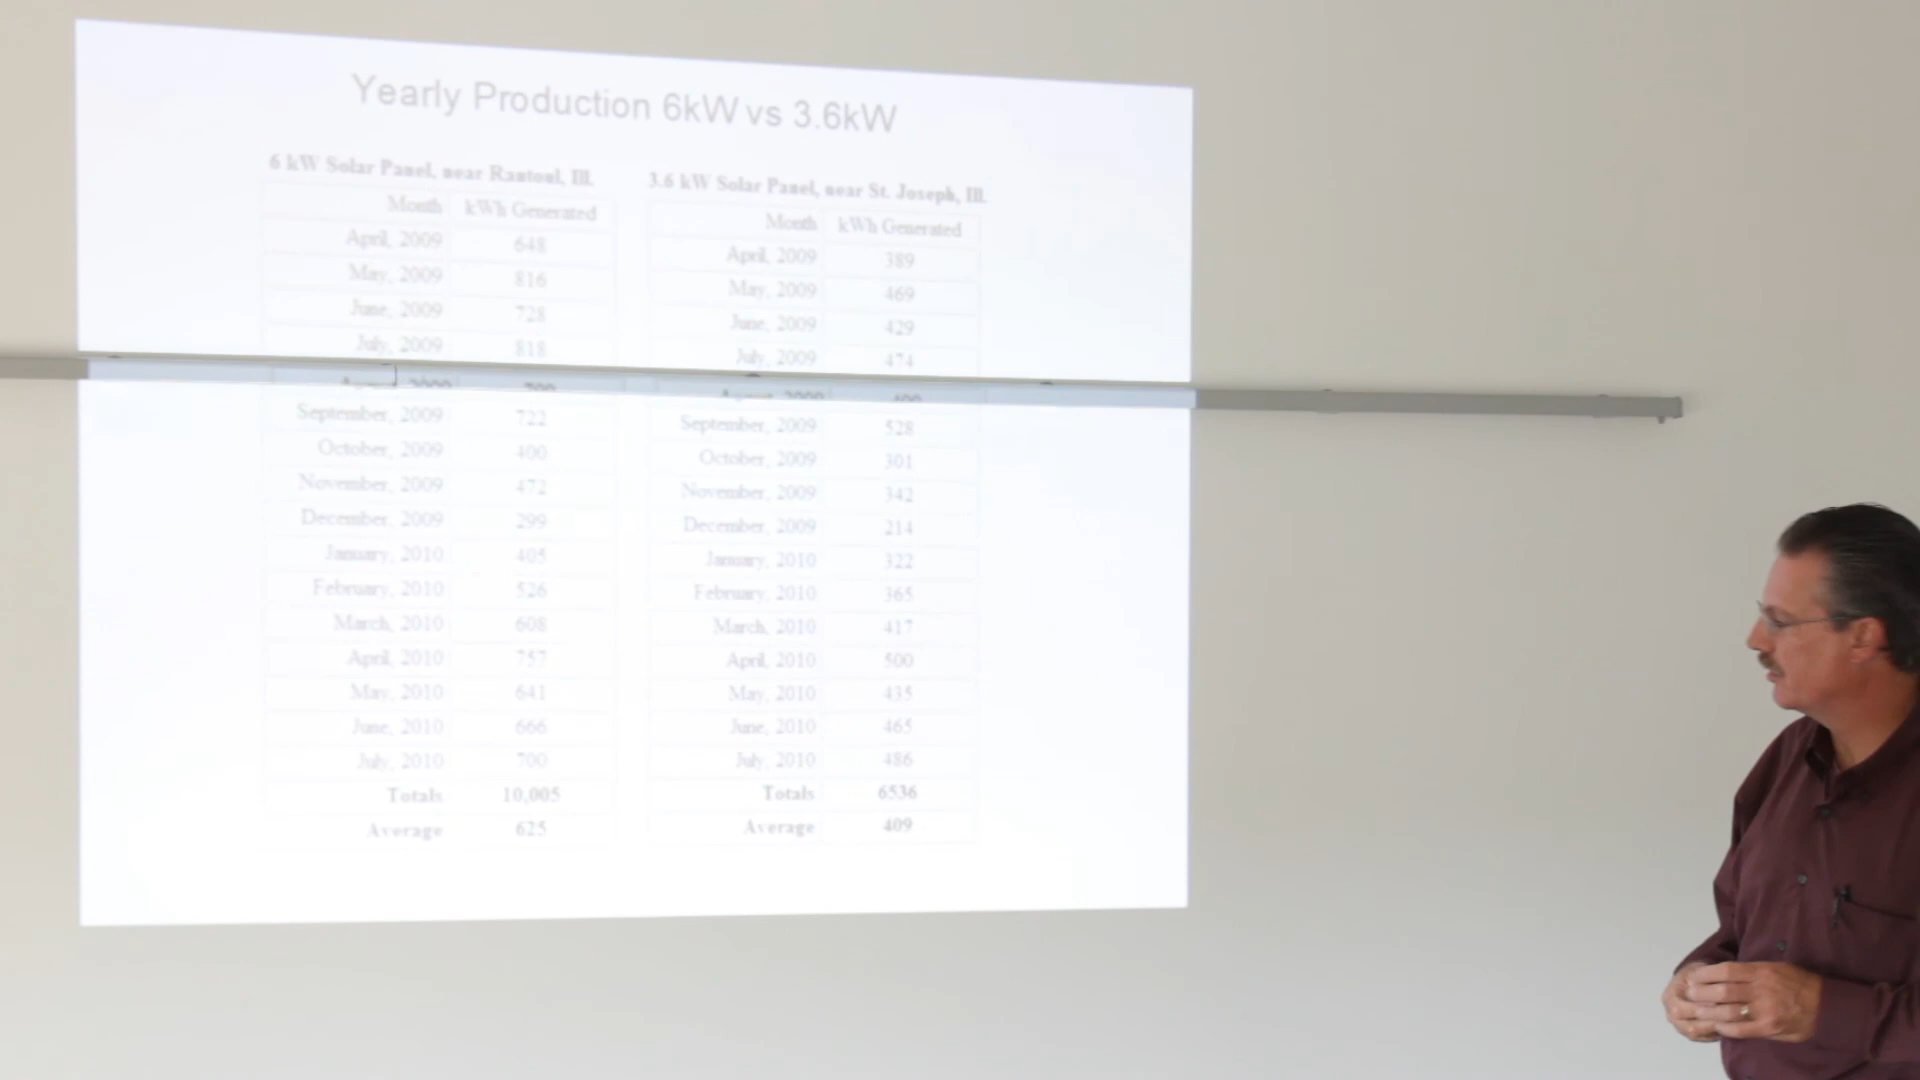 Yearly Production 6kW vs 3.6kW
6 kW Solar Panel, near Rantoul, Ill.
Month kWh Generated
April, 2009 648
May, 2009 816
June, 2009 728
July, 2009 818
August, 2009 799
September, 2009 722
October, 2009 400
November, 2009 472
December, 2009 299
January, 2010 405
February, 2010 526
March, 2010 608
April, 2010 757
May, 2010 641
June, 2010 666
July, 2010 700
Totals 10,005
Average 625
3.6 kW Solar Panel, near St. Joseph, Ill.
Month kWh Generated
April, 2009 389
May, 2009 469
June, 2009 429
July, 2009 474
August, 2009 400
September, 2009 528
October, 2009 301
November, 2009 342
December, 2009 214
January, 2010 322
February, 2010 365
March, 2010 417
April, 2010 500
May, 2010 435
June, 2010 465
July, 2010 486
Totals 6536
Average 409